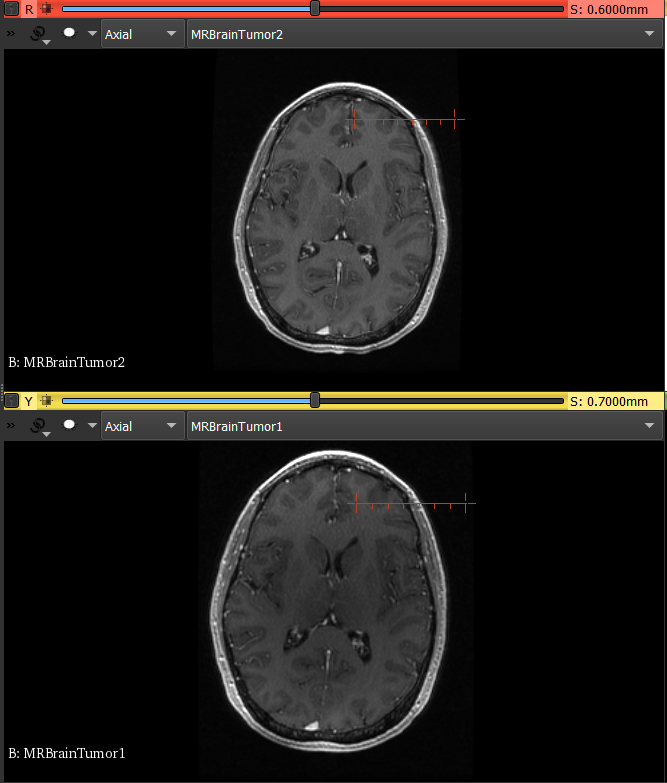 R S: 0.6000mm
» Axial MRBrainTumor2
B: MRBrainTumor2
Y S: 0.7000mm
» Axial MRBrainTumor1
B: MRBrainTumor1